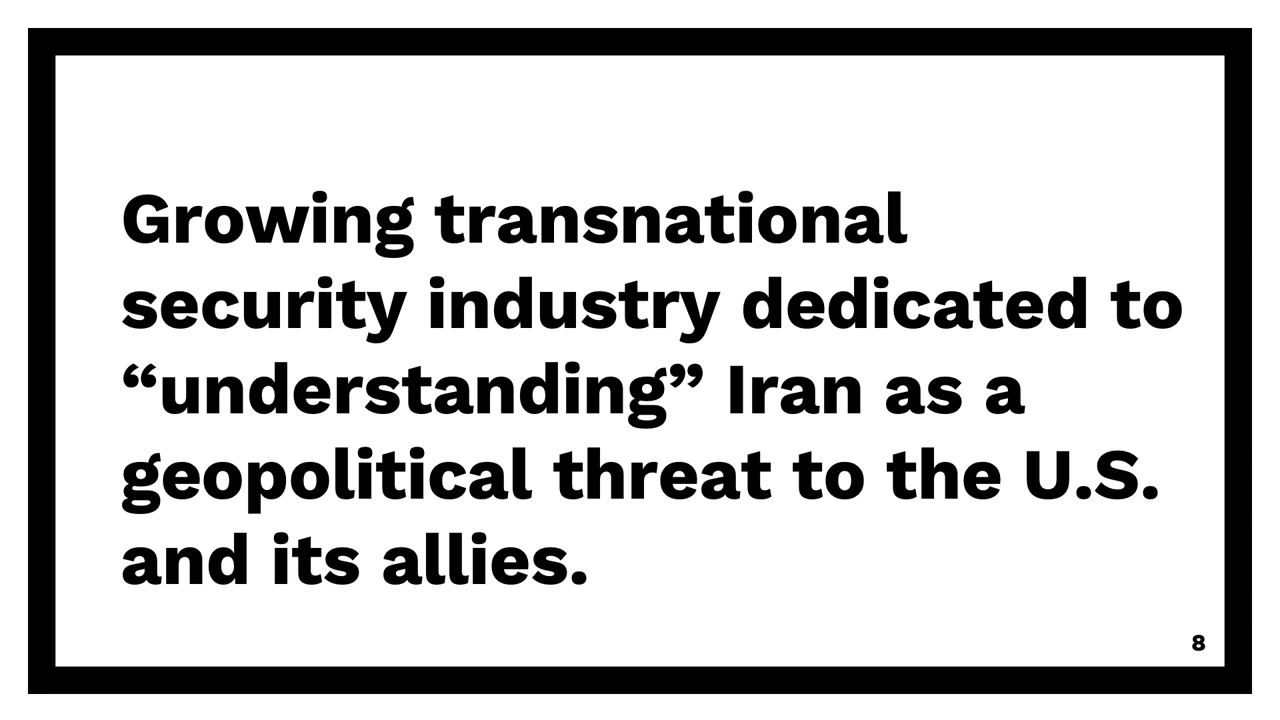 Growing transnational
security industry dedicated to
“understanding” Iran as a
geopolitical threat to the U.S.
and its allies.
8